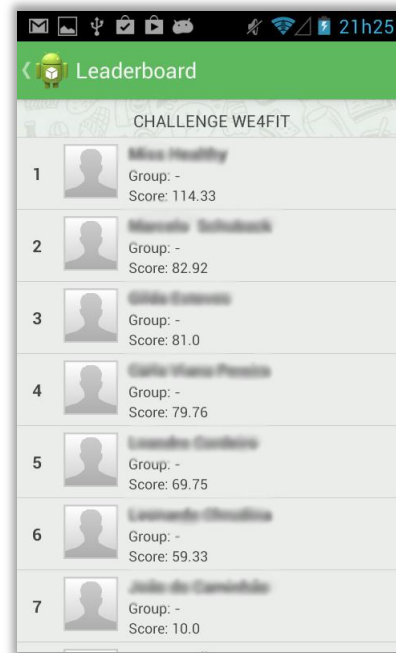 21h25
Leaderboard
CHALLENGE WE4FIT
1
Group: -
Score: 114.33
2
Group: -
Score: 82.92
3
Group: -
Score: 81.0
4
Group: -
Score: 79.76
5
Group: -
Score: 69.75
6
Group: -
Score: 59.33
7
Group: -
Score: 10.0